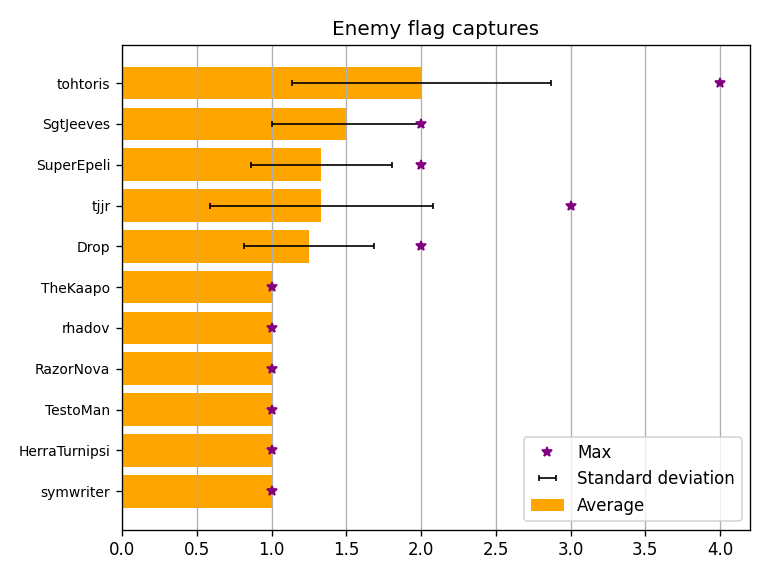 Enemy flag captures
tohtoris
SgtJeeves
SuperEpeli
tjjr
Drop
TheKaapo
rhadov
RazorNova
TestoMan
HerraTurnipsi
symwriter
Max
Standard deviation
Average
0.0 0.5 1.0 1.5 2.0 2.5 3.0 3.5 4.0